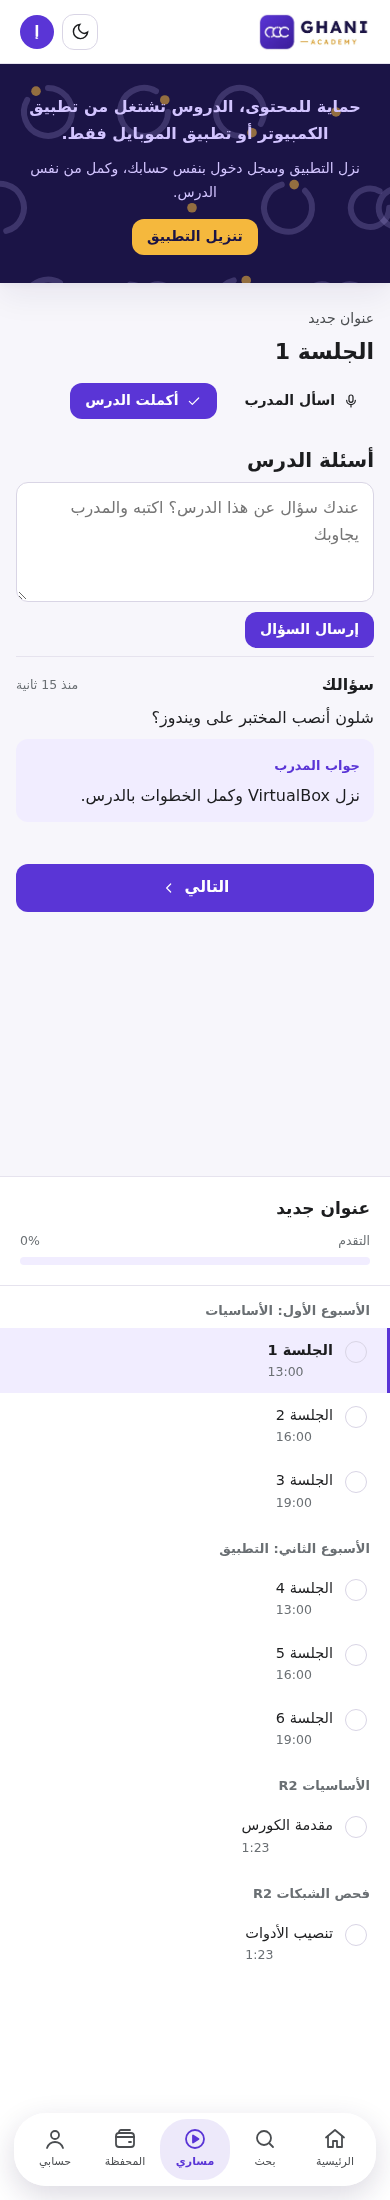 GHANI
ACADEMY
إ
حماية للمحتوى، الدروس تشتغل من تطبيق
الكمبيوتر أو تطبيق الموبايل فقط.
نزل التطبيق وسجل دخول بنفس حسابك، وكمل من نفس
الدرس.
تنزيل التطبيق
عنوان جديد
الجلسة 1
اسأل المدرب
أكملت الدرس
أسئلة الدرس
عندك سؤال عن هذا الدرس؟ اكتبه والمدرب
يجاوبك
إرسال السؤال
سؤالك
منذ 15 ثانية
شلون أنصب المختبر على ويندوز؟
جواب المدرب
نزل VirtualBox وكمل الخطوات بالدرس.
التالي
عنوان جديد
التقدم
0%
الأسبوع الأول: الأساسيات
الجلسة 1
13:00
الجلسة 2
16:00
الجلسة 3
19:00
الأسبوع الثاني: التطبيق
الجلسة 4
13:00
الجلسة 5
16:00
الجلسة 6
19:00
الأساسيات R2
مقدمة الكورس
1:23
فحص الشبكات R2
تنصيب الأدوات
1:23
الرئيسية
بحث
مساري
المحفظة
حسابي